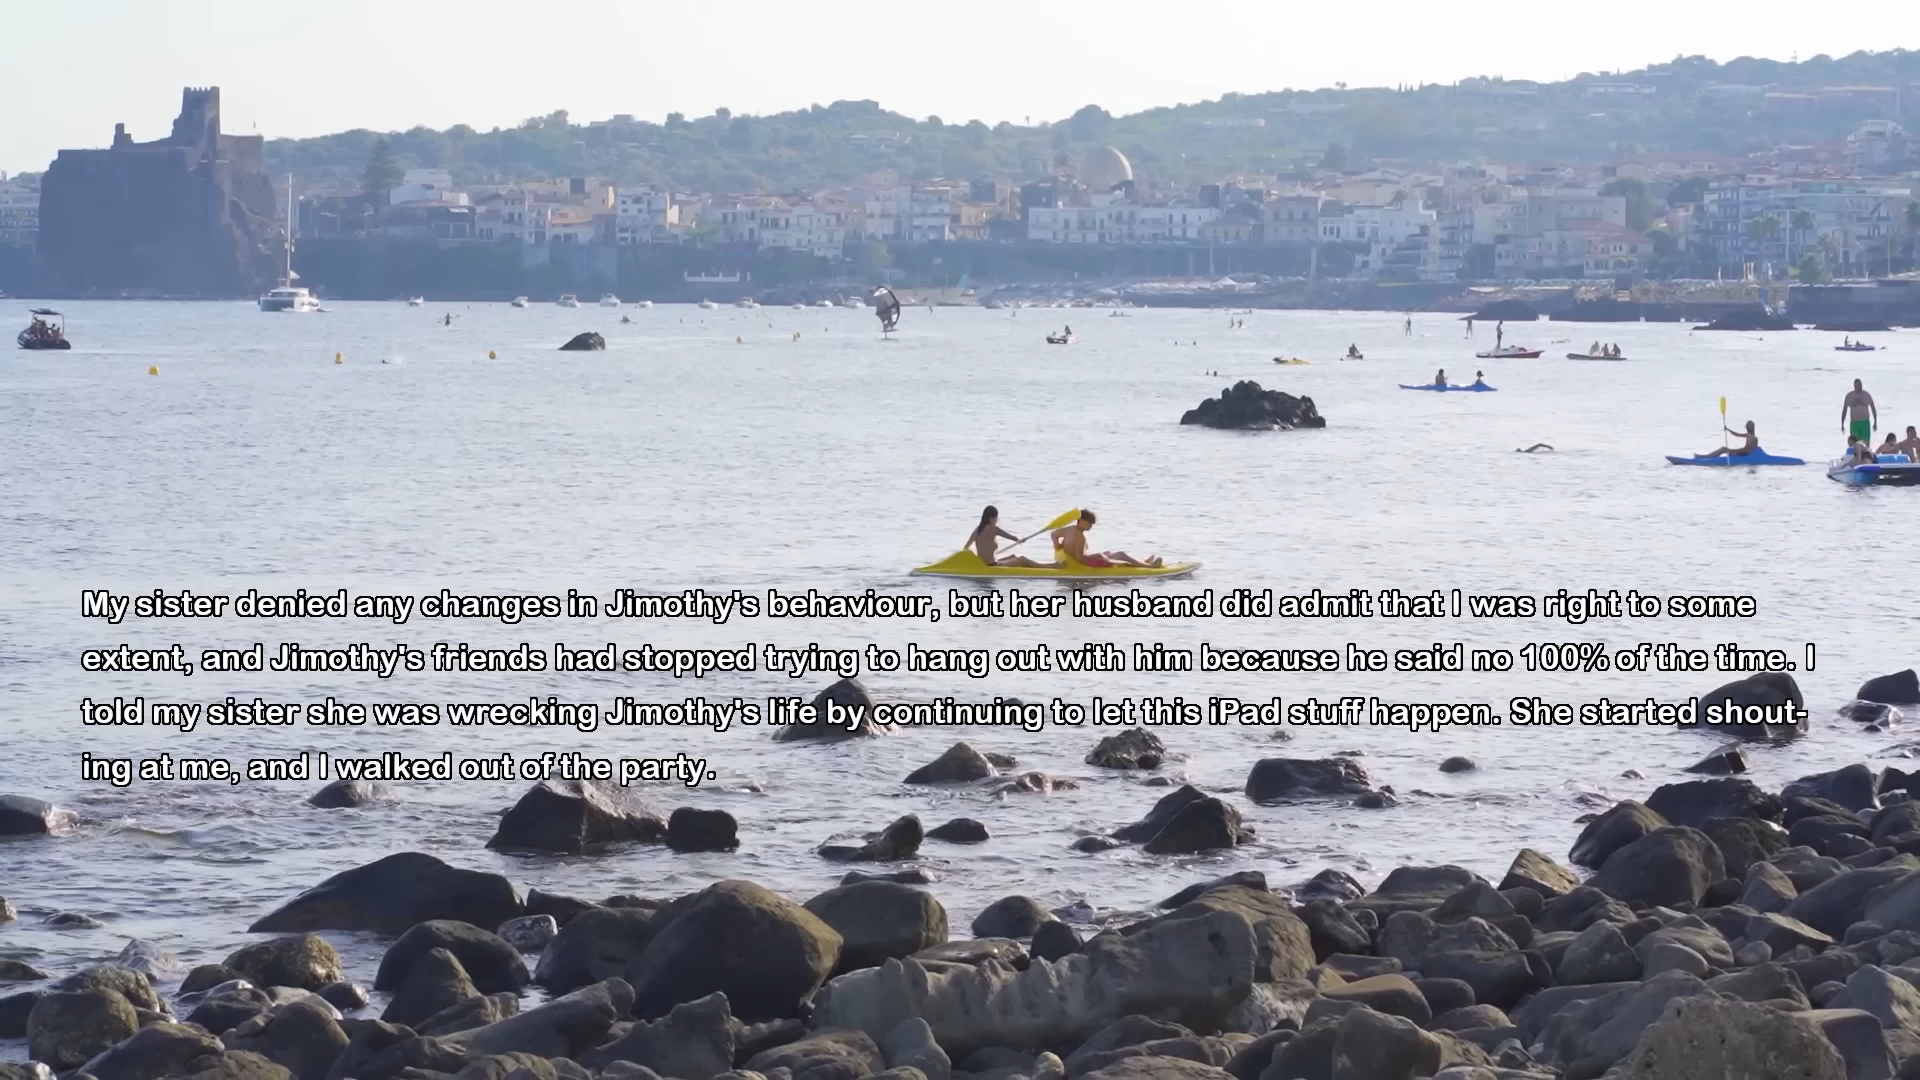 My sister denied any changes in Jimothy's behaviour, but her husband did admit that I was right to some
extent, and Jimothy's friends had stopped trying to hang out with him because he said no 100% of the time. I
told my sister she was wrecking Jimothy's life by continuing to let this iPad stuff happen. She started shout-
ing at me, and I walked out of the party.